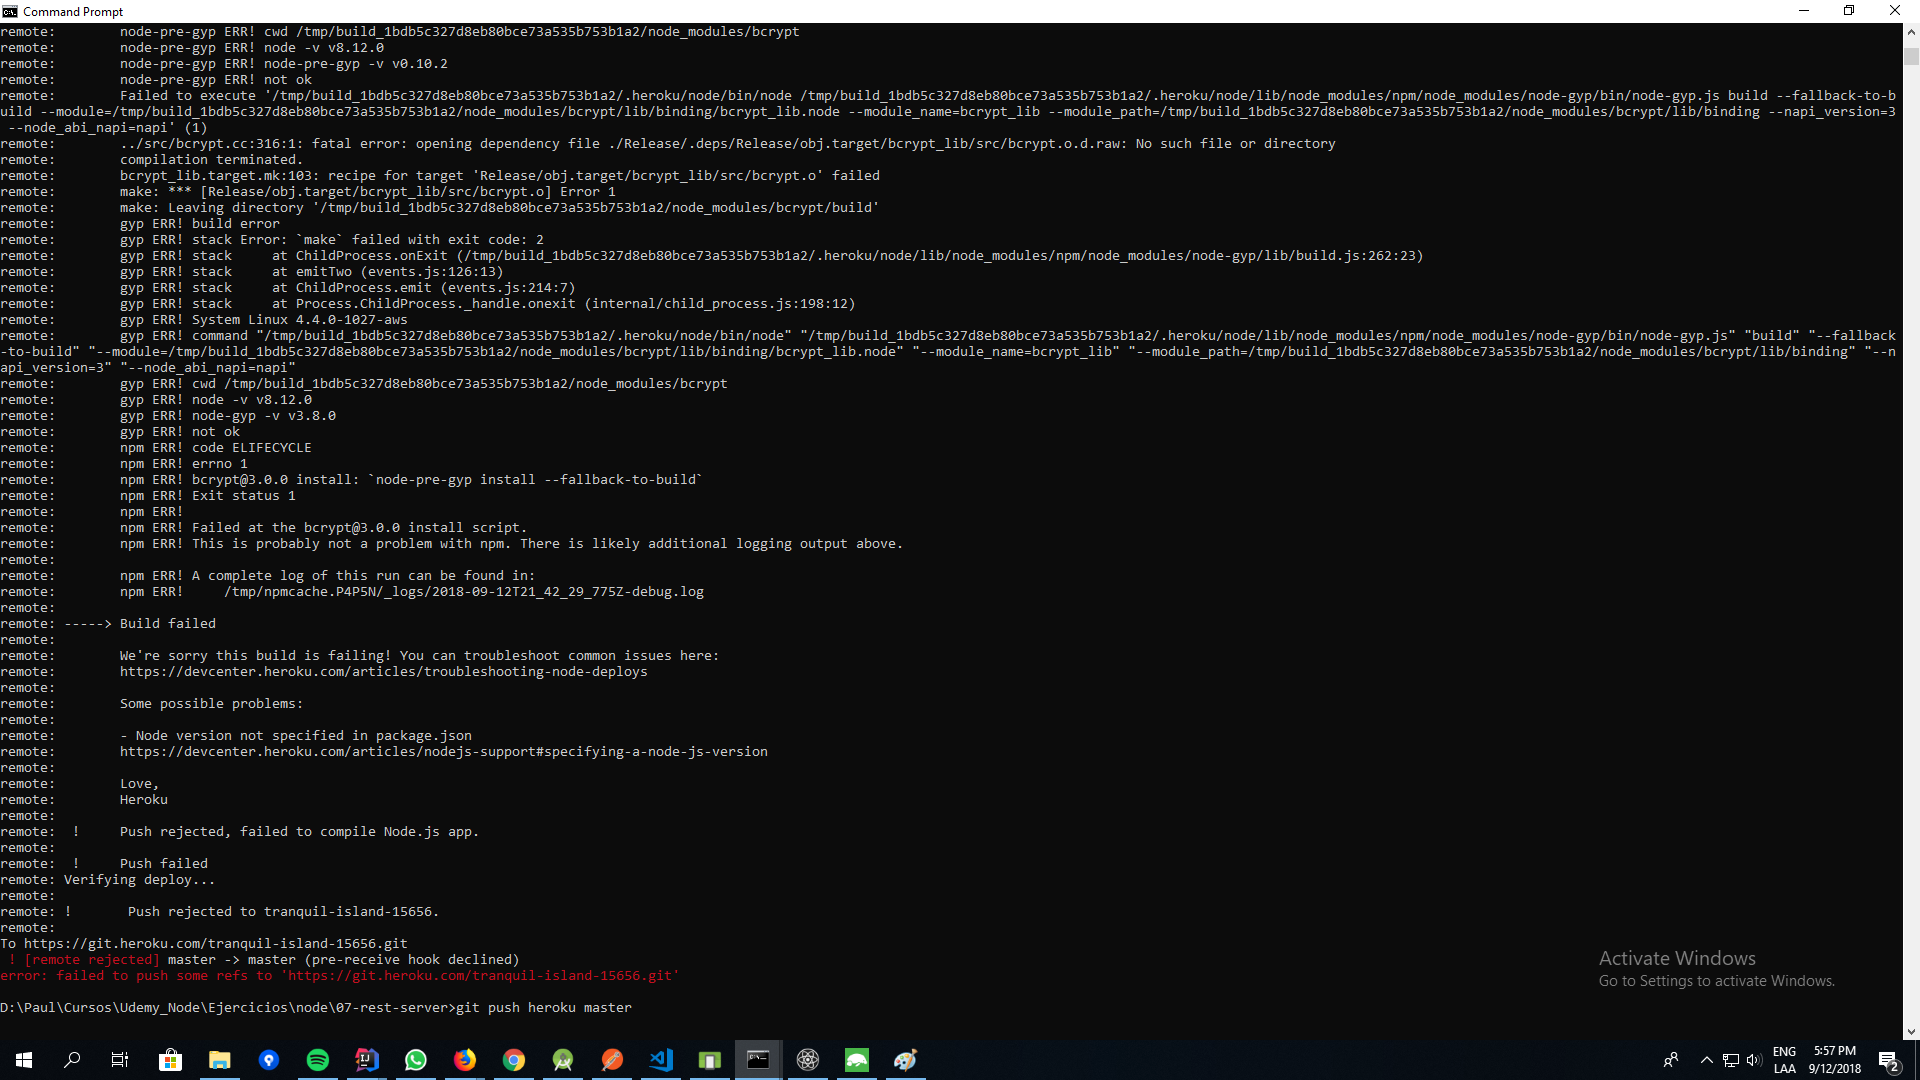 Command Prompt
remote:        node-pre-gyp ERR! cwd /tmp/build_1bdb5c327d8eb80bce73a535b753b1a2/node_modules/bcrypt
remote:        node-pre-gyp ERR! node -v v8.12.0
remote:        node-pre-gyp ERR! node-pre-gyp -v v0.10.2
remote:        node-pre-gyp ERR! not ok
remote:        Failed to execute '/tmp/build_1bdb5c327d8eb80bce73a535b753b1a2/.heroku/node/bin/node /tmp/build_1bdb5c327d8eb80bce73a535b753b1a2/.heroku/node/lib/node_modules/npm/node_modules/node-gyp/bin/node-gyp.js build --fallback-to-b
uild --module=/tmp/build_1bdb5c327d8eb80bce73a535b753b1a2/node_modules/bcrypt/lib/binding/bcrypt_lib.node --module_name=bcrypt_lib --module_path=/tmp/build_1bdb5c327d8eb80bce73a535b753b1a2/node_modules/bcrypt/lib/binding --napi_version=3
 --node_abi_napi=napi' (1)
remote:        ../src/bcrypt.cc:316:1: fatal error: opening dependency file ./Release/.deps/Release/obj.target/bcrypt_lib/src/bcrypt.o.d.raw: No such file or directory
remote:        compilation terminated.
remote:        bcrypt_lib.target.mk:103: recipe for target 'Release/obj.target/bcrypt_lib/src/bcrypt.o' failed
remote:        make: *** [Release/obj.target/bcrypt_lib/src/bcrypt.o] Error 1
remote:        make: Leaving directory '/tmp/build_1bdb5c327d8eb80bce73a535b753b1a2/node_modules/bcrypt/build'
remote:        gyp ERR! build error
remote:        gyp ERR! stack Error: `make` failed with exit code: 2
remote:        gyp ERR! stack     at ChildProcess.onExit (/tmp/build_1bdb5c327d8eb80bce73a535b753b1a2/.heroku/node/lib/node_modules/npm/node_modules/node-gyp/lib/build.js:262:23)
remote:        gyp ERR! stack     at emitTwo (events.js:126:13)
remote:        gyp ERR! stack     at ChildProcess.emit (events.js:214:7)
remote:        gyp ERR! stack     at Process.ChildProcess._handle.onexit (internal/child_process.js:198:12)
remote:        gyp ERR! System Linux 4.4.0-1027-aws
remote:        gyp ERR! command "/tmp/build_1bdb5c327d8eb80bce73a535b753b1a2/.heroku/node/bin/node" "/tmp/build_1bdb5c327d8eb80bce73a535b753b1a2/.heroku/node/lib/node_modules/npm/node_modules/node-gyp/bin/node-gyp.js" "build" "--fallback
-to-build" "--module=/tmp/build_1bdb5c327d8eb80bce73a535b753b1a2/node_modules/bcrypt/lib/binding/bcrypt_lib.node" "--module_name=bcrypt_lib" "--module_path=/tmp/build_1bdb5c327d8eb80bce73a535b753b1a2/node_modules/bcrypt/lib/binding" "--n
api_version=3" "--node_abi_napi=napi"
remote:        gyp ERR! cwd /tmp/build_1bdb5c327d8eb80bce73a535b753b1a2/node_modules/bcrypt
remote:        gyp ERR! node -v v8.12.0
remote:        gyp ERR! node-gyp -v v3.8.0
remote:        gyp ERR! not ok
remote:        npm ERR! code ELIFECYCLE
remote:        npm ERR! errno 1
remote:        npm ERR! bcrypt@3.0.0 install: `node-pre-gyp install --fallback-to-build`
remote:        npm ERR! Exit status 1
remote:        npm ERR!
remote:        npm ERR! Failed at the bcrypt@3.0.0 install script.
remote:        npm ERR! This is probably not a problem with npm. There is likely additional logging output above.
remote:
remote:        npm ERR! A complete log of this run can be found in:
remote:        npm ERR!     /tmp/npmcache.P4P5N/_logs/2018-09-12T21_42_29_775Z-debug.log
remote:
remote: -----> Build failed
remote:
remote:        We're sorry this build is failing! You can troubleshoot common issues here:
remote:        https://devcenter.heroku.com/articles/troubleshooting-node-deploys
remote:
remote:        Some possible problems:
remote:
remote:        - Node version not specified in package.json
remote:        https://devcenter.heroku.com/articles/nodejs-support#specifying-a-node-js-version
remote:
remote:        Love,
remote:        Heroku
remote:
remote:  !     Push rejected, failed to compile Node.js app.
remote:
remote:  !     Push failed
remote: Verifying deploy...
remote:
remote: !       Push rejected to tranquil-island-15656.
remote:
To https://git.heroku.com/tranquil-island-15656.git
 ! [remote rejected] master -> master (pre-receive hook declined)
error: failed to push some refs to 'https://git.heroku.com/tranquil-island-15656.git'
D:\Paul\Cursos\Udemy_Node\Ejercicios\node\07-rest-server>git push heroku master
Activate Windows
Go to Settings to activate Windows.
ENG
LAA
5:57 PM
9/12/2018
2